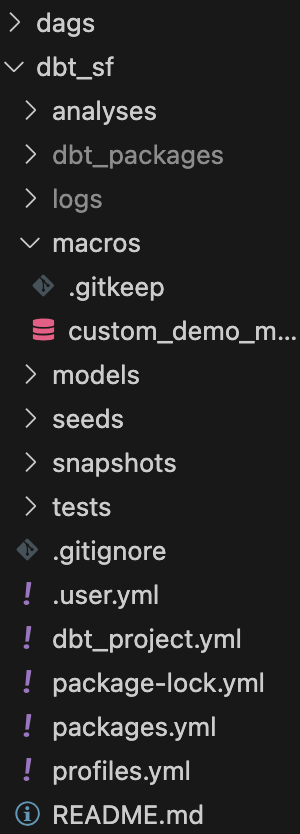 dags
dbt_sf
analyses
dbt_packages
logs
macros
.gitkeep
custom_demo_m...
models
seeds
snapshots
tests
.gitignore
! .user.yml
! dbt_project.yml
! package-lock.yml
! packages.yml
! profiles.yml
README.md